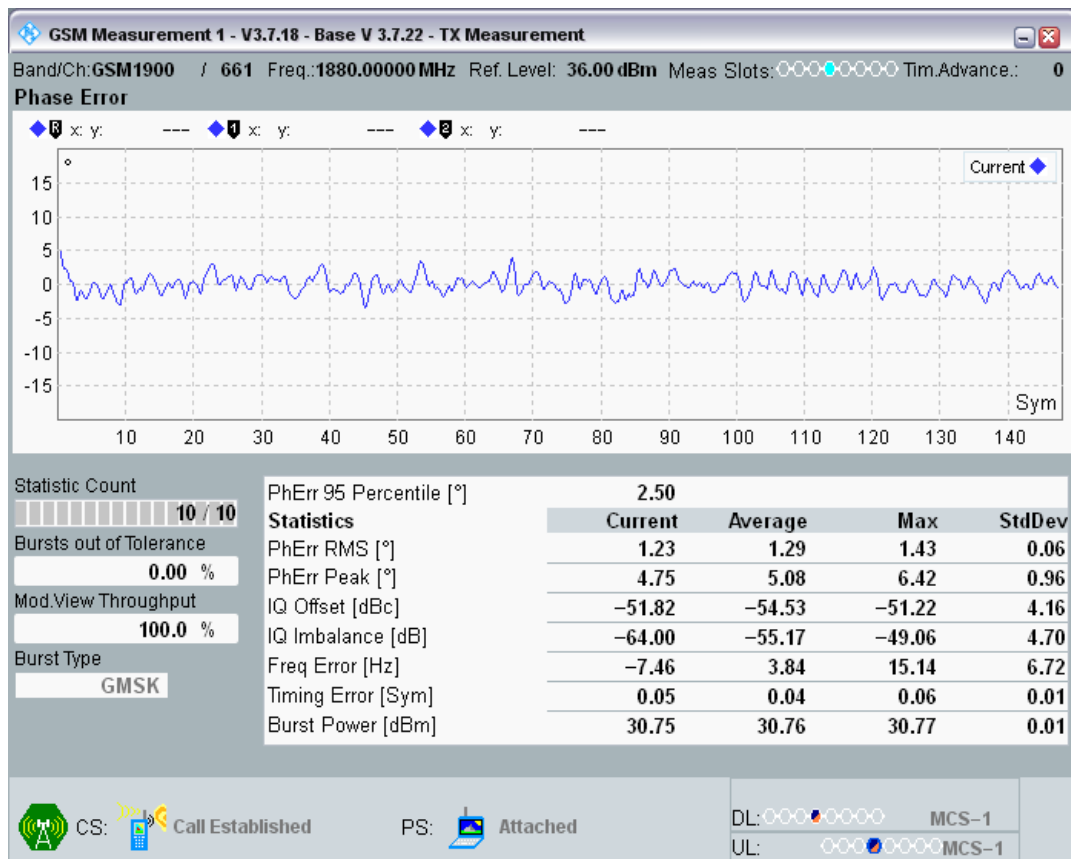 GSM Measurement 1 - V3.7.18 - Base V 3.7.22 - TX Measurement
Band/Ch:GSM1900 / 661 Freq.:1880.00000 MHz Ref. Level: 36.00 dBm Meas Slots: Tim.Advance.: 0
Phase Error
R x: y: --- 1 x: y: --- 2 x: y: ---
° Current
15
10
5
0
-5
-10
-15
Sym
10 20 30 40 50 60 70 80 90 100 110 120 130 140
Statistic Count
10 / 10
Bursts out of Tolerance
0.00 %
Mod.View Throughput
100.0 %
Burst Type
GMSK
PhErr 95 Percentile [°] 2.50
Statistics Current Average Max StdDev
PhErr RMS [°] 1.23 1.29 1.43 0.06
PhErr Peak [°] 4.75 5.08 6.42 0.96
IQ Offset [dBc] −51.82 −54.53 −51.22 4.16
IQ Imbalance [dB] −64.00 −55.17 −49.06 4.70
Freq Error [Hz] −7.46 3.84 15.14 6.72
Timing Error [Sym] 0.05 0.04 0.06 0.01
Burst Power [dBm] 30.75 30.76 30.77 0.01
CS: Call Established PS: Attached DL: MCS−1
UL: MCS−1